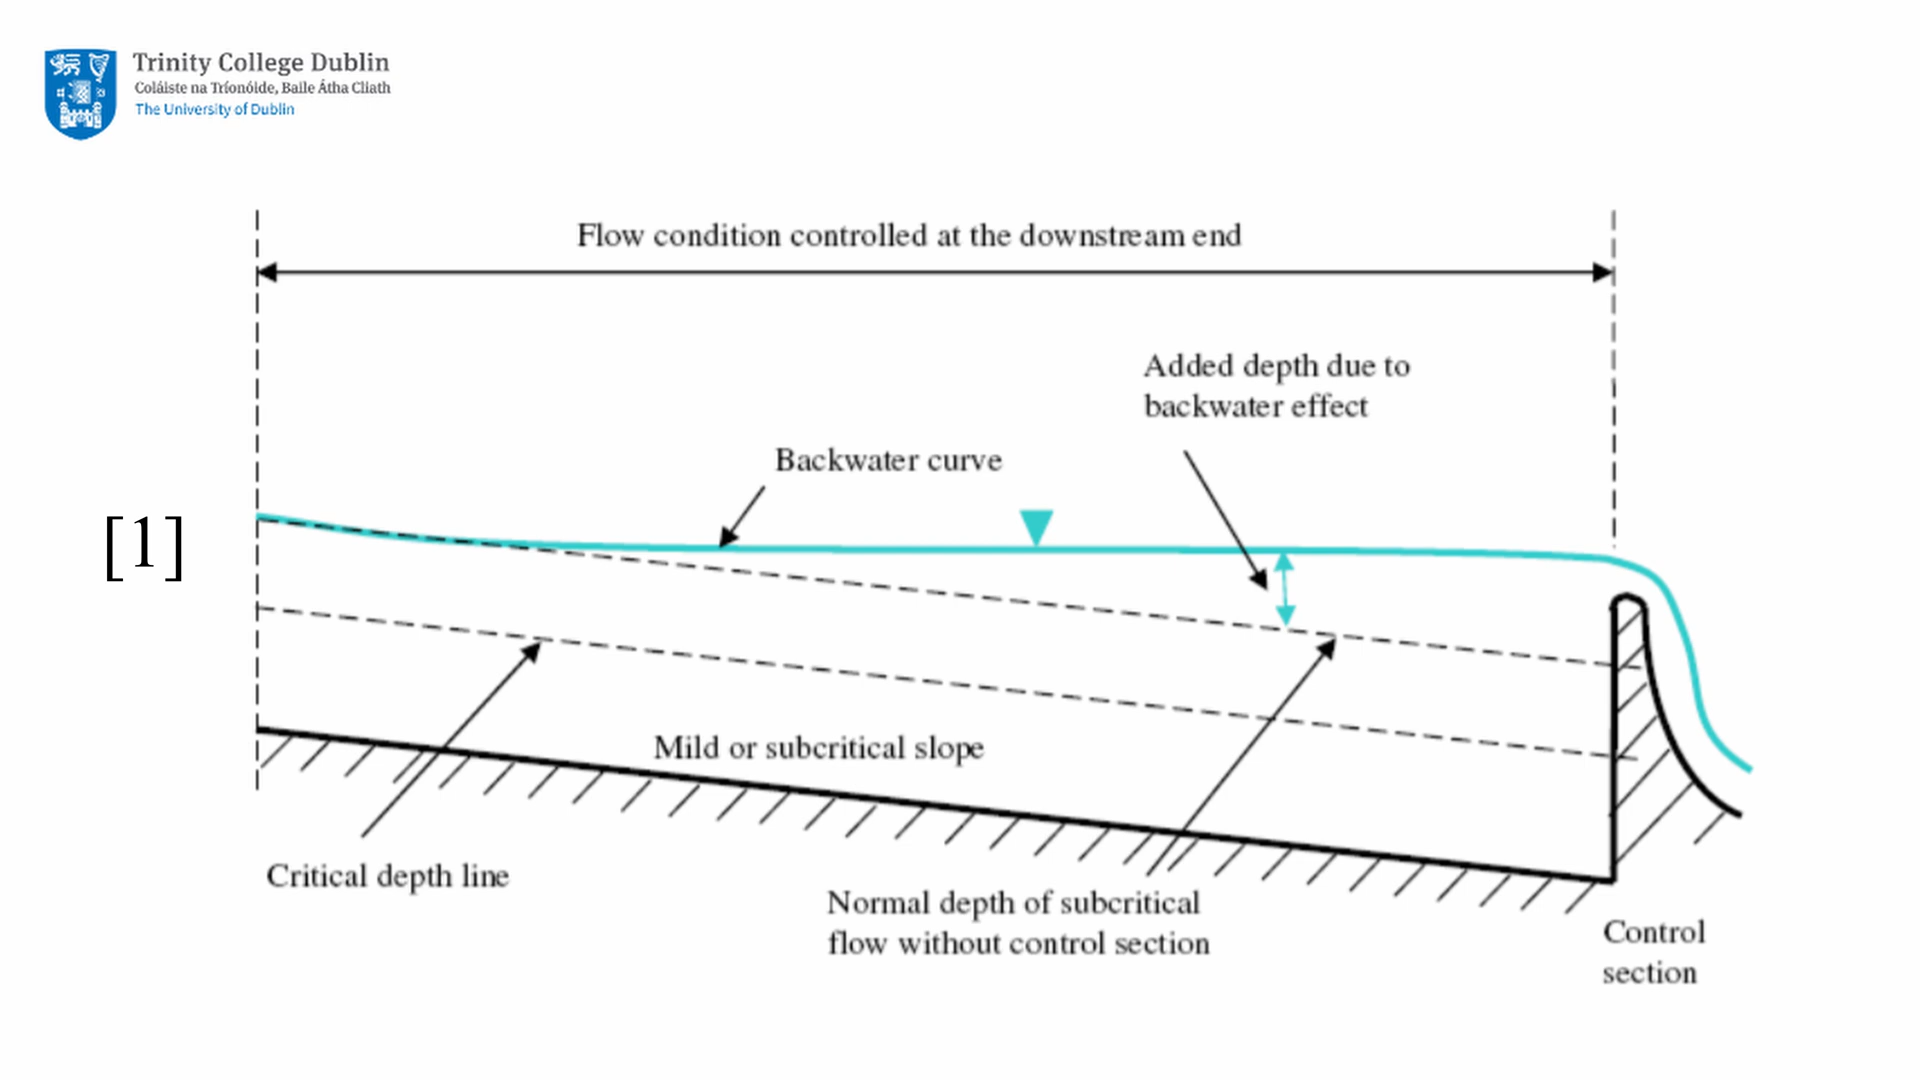 Trinity College Dublin
Coláiste na Tríonóide, Baile Átha Cliath
The University of Dublin
Flow condition controlled at the downstream end
Added depth due to
backwater effect
Backwater curve
[1]
Mild or subcritical slope
Critical depth line
Normal depth of subcritical
flow without control section
Control
section